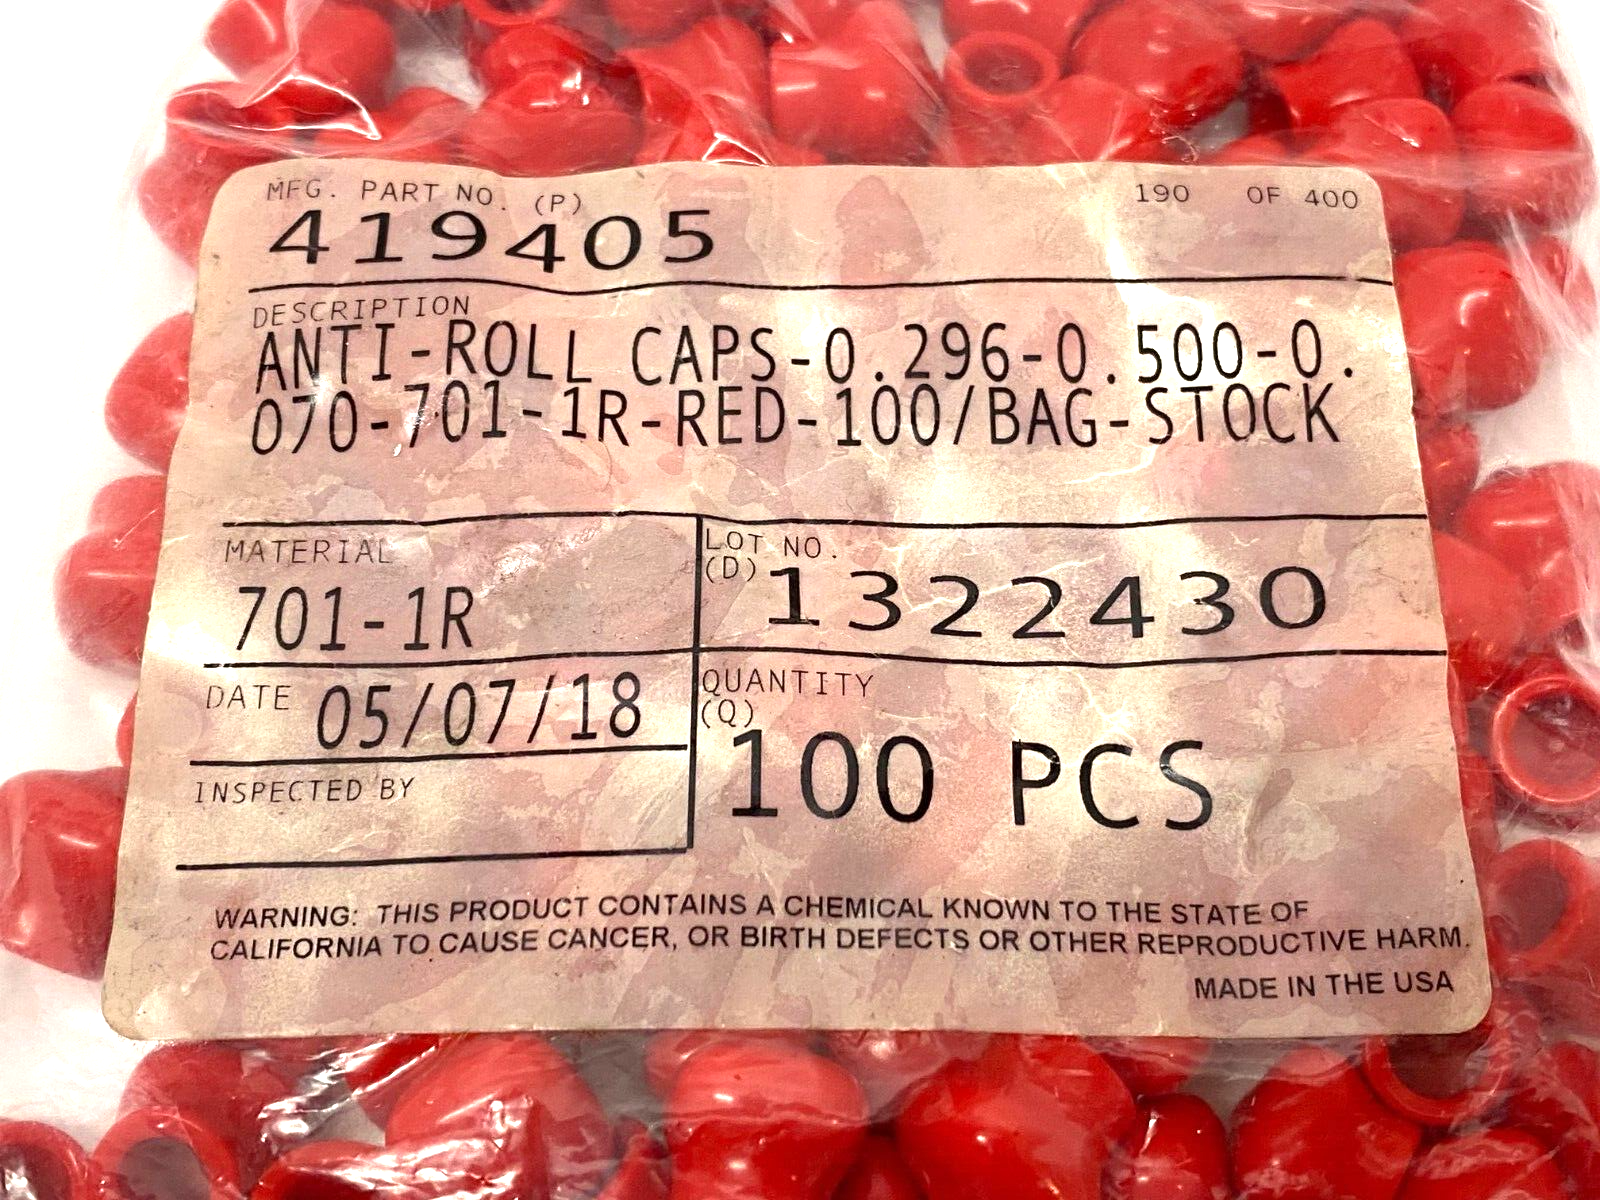 MFG. PART NO. (P)
190 OF 400
419405
DESCRIPTION
ANTI-ROLL CAPS-0.296-0.500-0.
070-701-1R-RED-100/BAG-STOCK
MATERIAL
701-1R
LOT NO.
(D) 1322430
DATE 05/07/18
QUANTITY
(Q)
100 PCS
INSPECTED BY
WARNING: THIS PRODUCT CONTAINS A CHEMICAL KNOWN TO THE STATE OF
CALIFORNIA TO CAUSE CANCER, OR BIRTH DEFECTS OR OTHER REPRODUCTIVE HARM.
MADE IN THE USA